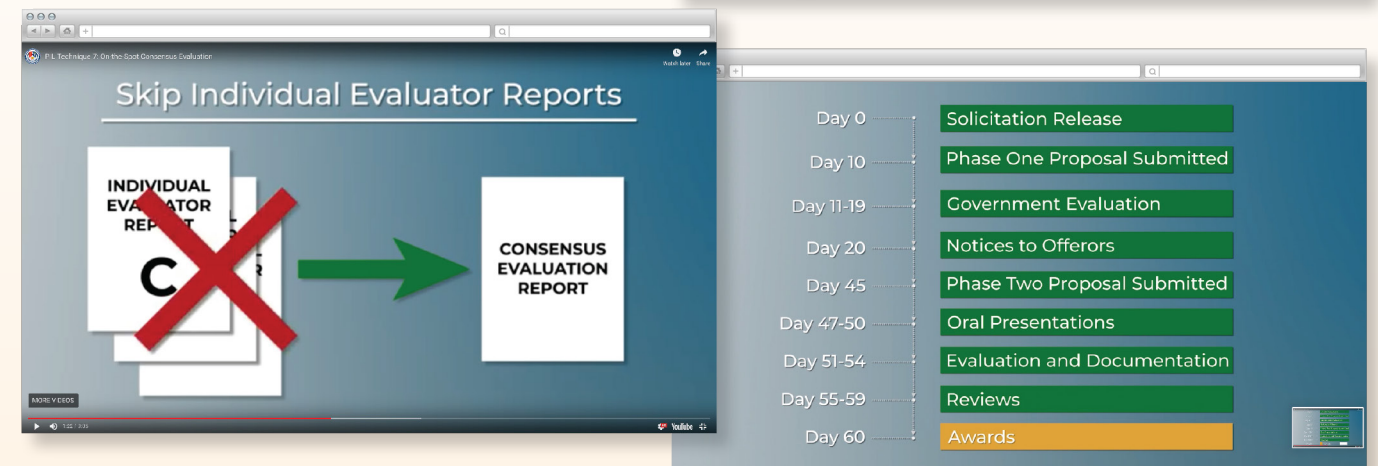 PIL Technique 7: On-the-Spot Consensus Evaluation
Watch later
Share
Skip Individual Evaluator Reports
INDIVIDUAL
EVALUATOR
REPORT
C
CONSENSUS
EVALUATION
REPORT
MORE VIDEOS
YouTube
Day 0 Solicitation Release
Day 10 Phase One Proposal Submitted
Day 11-19 Government Evaluation
Day 20 Notices to Offerors
Day 45 Phase Two Proposal Submitted
Day 47-50 Oral Presentations
Day 51-54 Evaluation and Documentation
Day 55-59 Reviews
Day 60 Awards